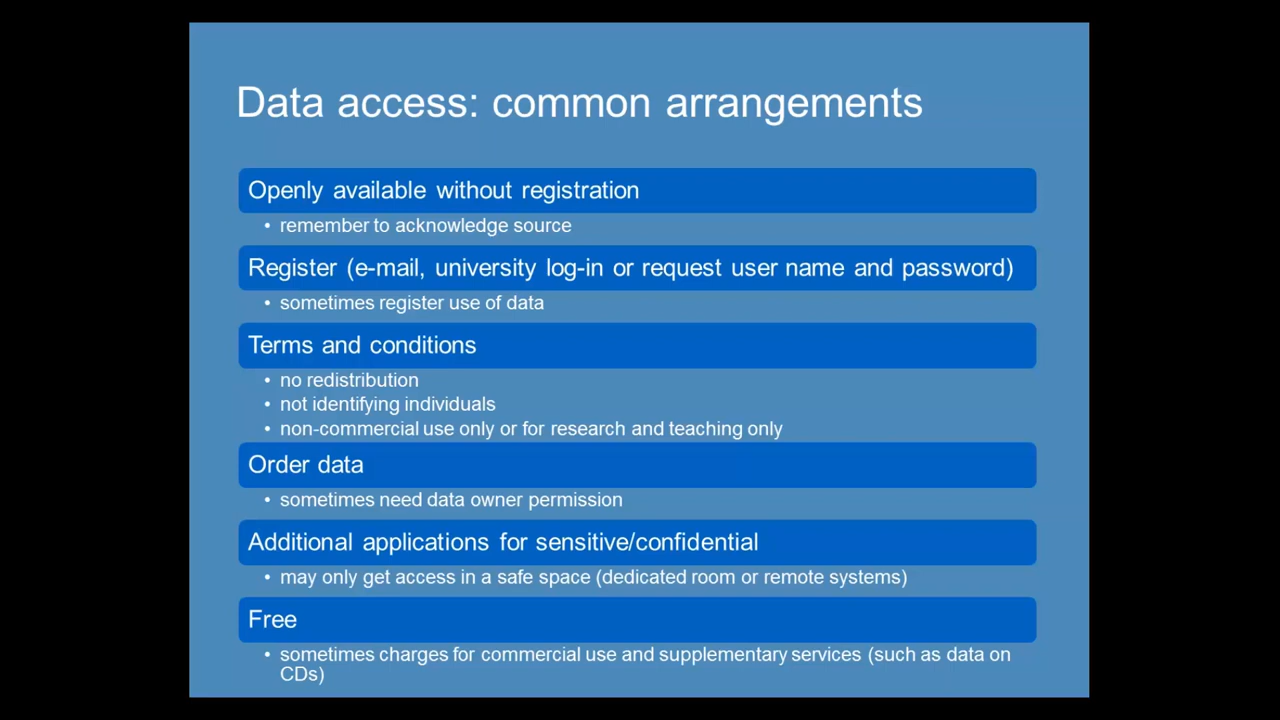 Data access: common arrangements
Openly available without registration
• remember to acknowledge source
Register (e-mail, university log-in or request user name and password)
• sometimes register use of data
Terms and conditions
• no redistribution
• not identifying individuals
• non-commercial use only or for research and teaching only
Order data
• sometimes need data owner permission
Additional applications for sensitive/confidential
• may only get access in a safe space (dedicated room or remote systems)
Free
• sometimes charges for commercial use and supplementary services (such as data on
CDs)